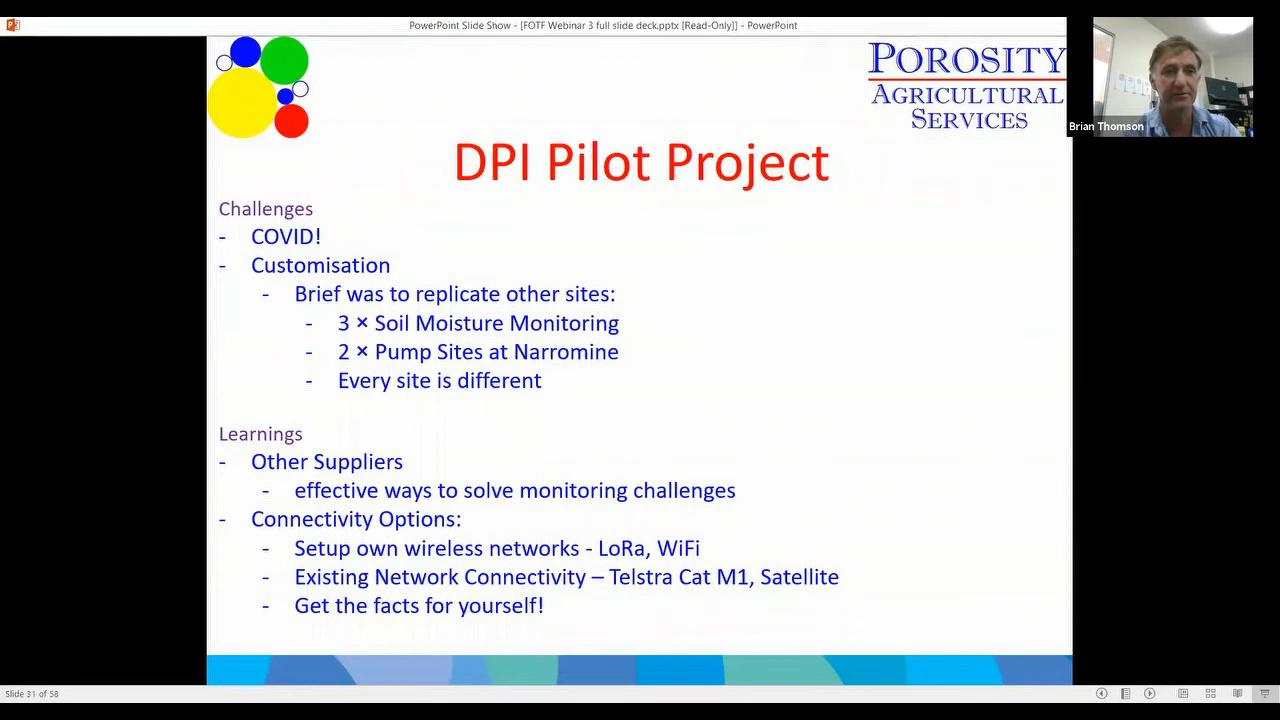 PowerPoint Slide Show - [FOTF Webinar 3 full slide deck.pptx [Read-Only]] - PowerPoint
POROSITY
AGRICULTURAL
SERVICES
Brian Thomson
DPI Pilot Project
Challenges
- COVID!
- Customisation
- Brief was to replicate other sites:
- 3 × Soil Moisture Monitoring
- 2 × Pump Sites at Narromine
- Every site is different
Learnings
- Other Suppliers
- effective ways to solve monitoring challenges
- Connectivity Options:
- Setup own wireless networks - LoRa, WiFi
- Existing Network Connectivity – Telstra Cat M1, Satellite
- Get the facts for yourself!
Slide 31 of 58